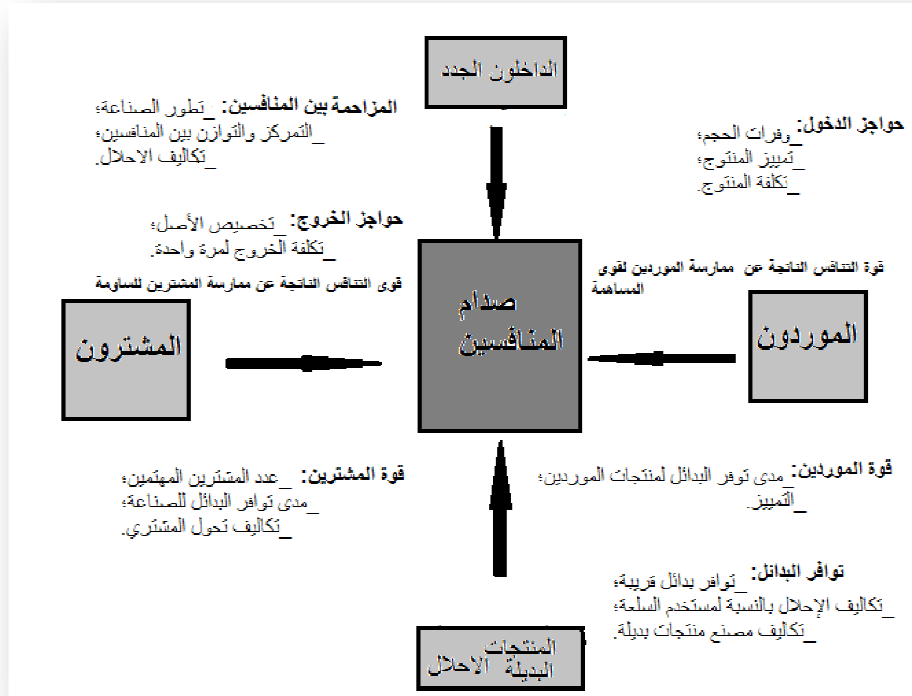 الداخلون الجدد
المزاحمة بين المنافسين: _تطور الصناعة؛
_التمركز والتوازن بين المنافسين؛
_تكاليف الاحلال.
حواجز الدخول: _وفرات الحجم؛
_تمييز المنتوج؛
_تكلفة المنتوج.
حواجز الخروج: _تخصيص الأصل؛
_تكلفة الخروج لمرة واحدة.
قوة التنافس الناتجة عن ممارسة الموردين لقوى
المساهمة
قوى التنافس الناتجة عن ممارسة المشترين للساومة
صدام
المنافسين
الموردون
المشترون
قوة الموردين: _مدى توفر البدائل لمنتجات الموردين؛
_التمييز.
قوة المشترين: _عدد المشترين المهتمين؛
_مدى توافر البدائل للصناعة؛
_تكاليف تحول المشتري.
توافر البدائل: _توافر بدائل قريبة؛
_تكاليف الإحلال بالنسبة لمستخدم السلعة؛
_تكاليف مصنع منتجات بديلة.
المنتجات
البديلة الاحلال